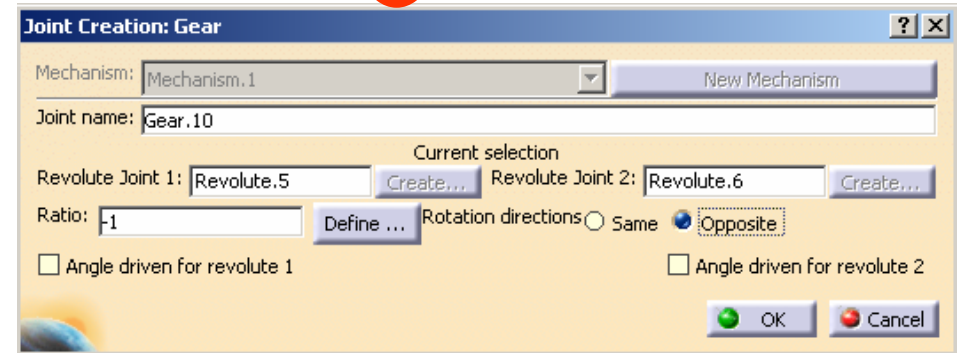 Joint Creation: Gear ? X
Mechanism: Mechanism.1 New Mechanism
Joint name: Gear.10
Current selection
Revolute Joint 1: Revolute.5 Create... Revolute Joint 2: Revolute.6 Create...
Ratio: -1 Define ... Rotation directions Same Opposite
Angle driven for revolute 1 Angle driven for revolute 2
OK Cancel